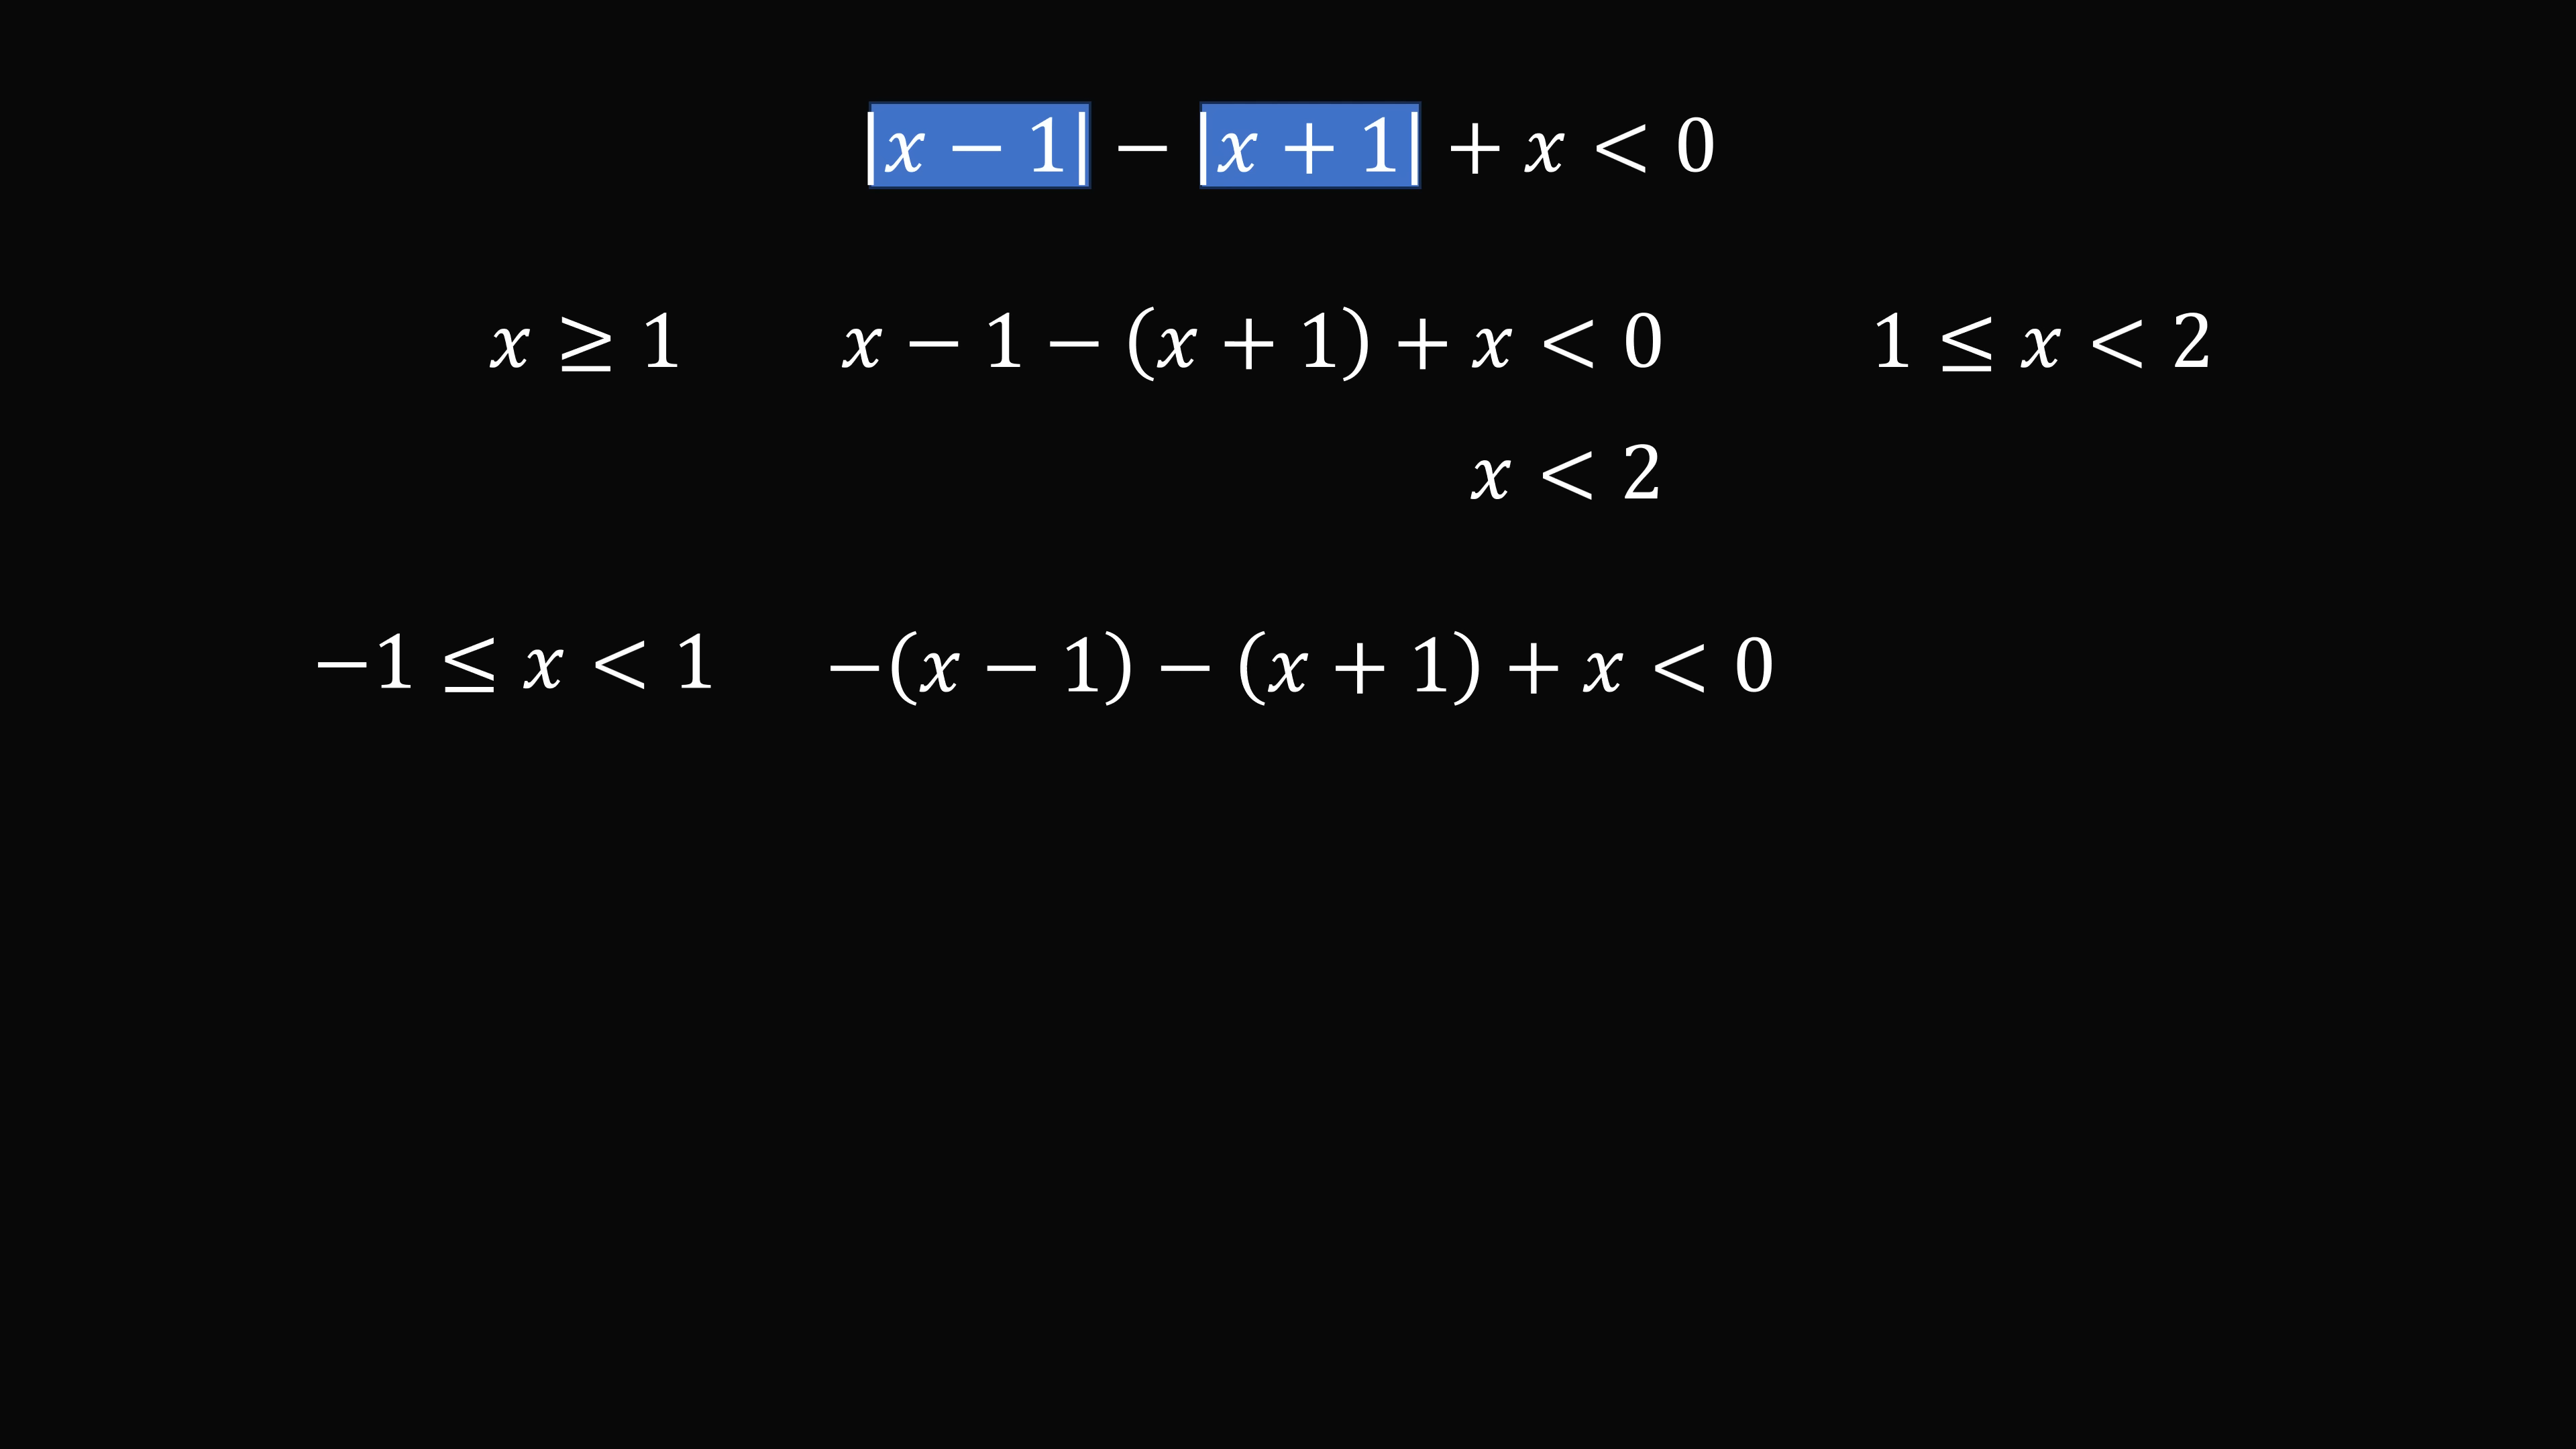 |x − 1| − |x + 1| + x < 0
x ≥ 1 x − 1 − (x + 1) + x < 0 1 ≤ x < 2
x < 2
−1 ≤ x < 1 −(x − 1) − (x + 1) + x < 0